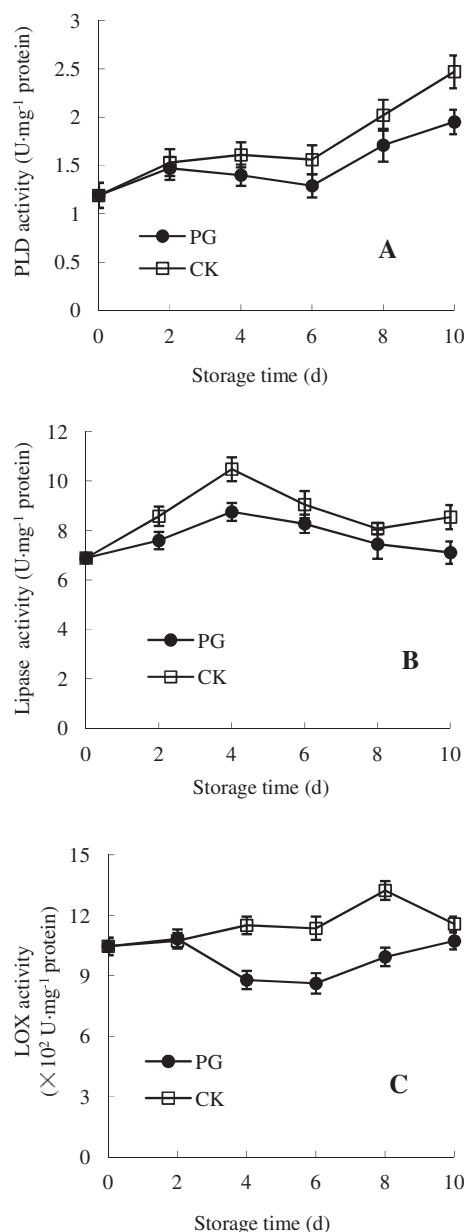 3
2.5
2
1.5
1
0.5
0
PLD activity (U·mg⁻¹ protein)
PG
CK
A
0 2 4 6 8 10
Storage time (d)
12
10
8
6
4
2
0
Lipase activity (U·mg⁻¹ protein)
PG
CK
B
0 2 4 6 8 10
Storage time (d)
15
12
9
6
3
0
LOX activity
(×10² U·mg⁻¹ protein)
PG
CK
C
0 2 4 6 8 10
Storage time (d)